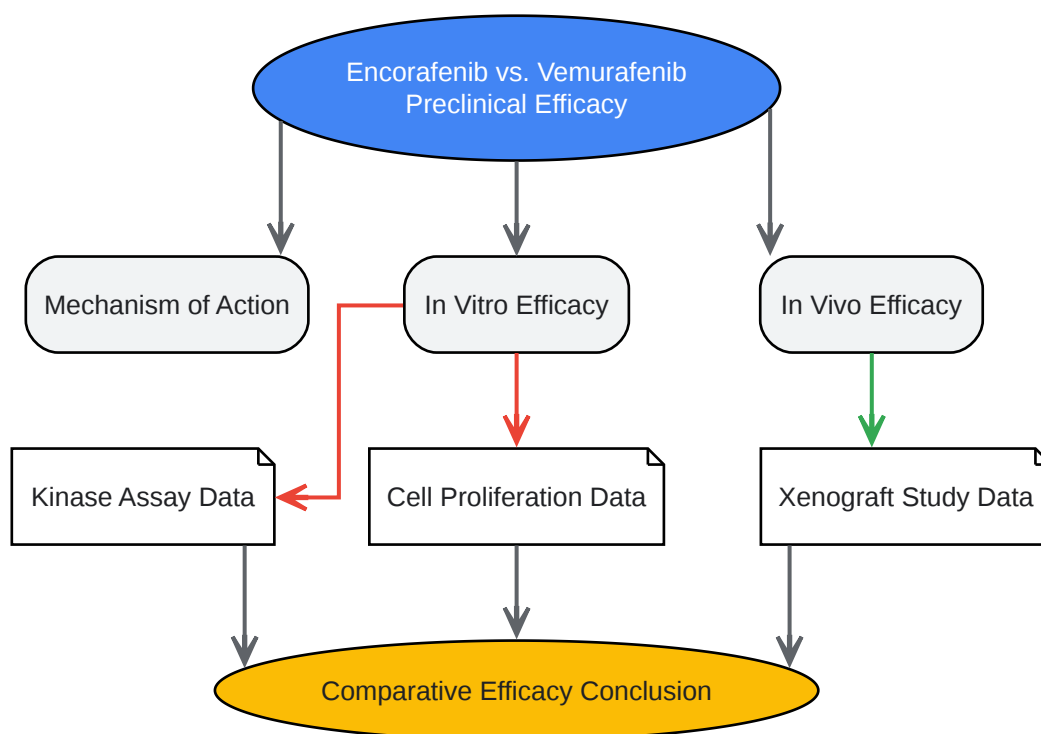 Encorafenib vs. Vemurafenib
Preclinical Efficacy
Mechanism of Action
In Vitro Efficacy
In Vivo Efficacy
Kinase Assay Data
Cell Proliferation Data
Xenograft Study Data
Comparative Efficacy Conclusion